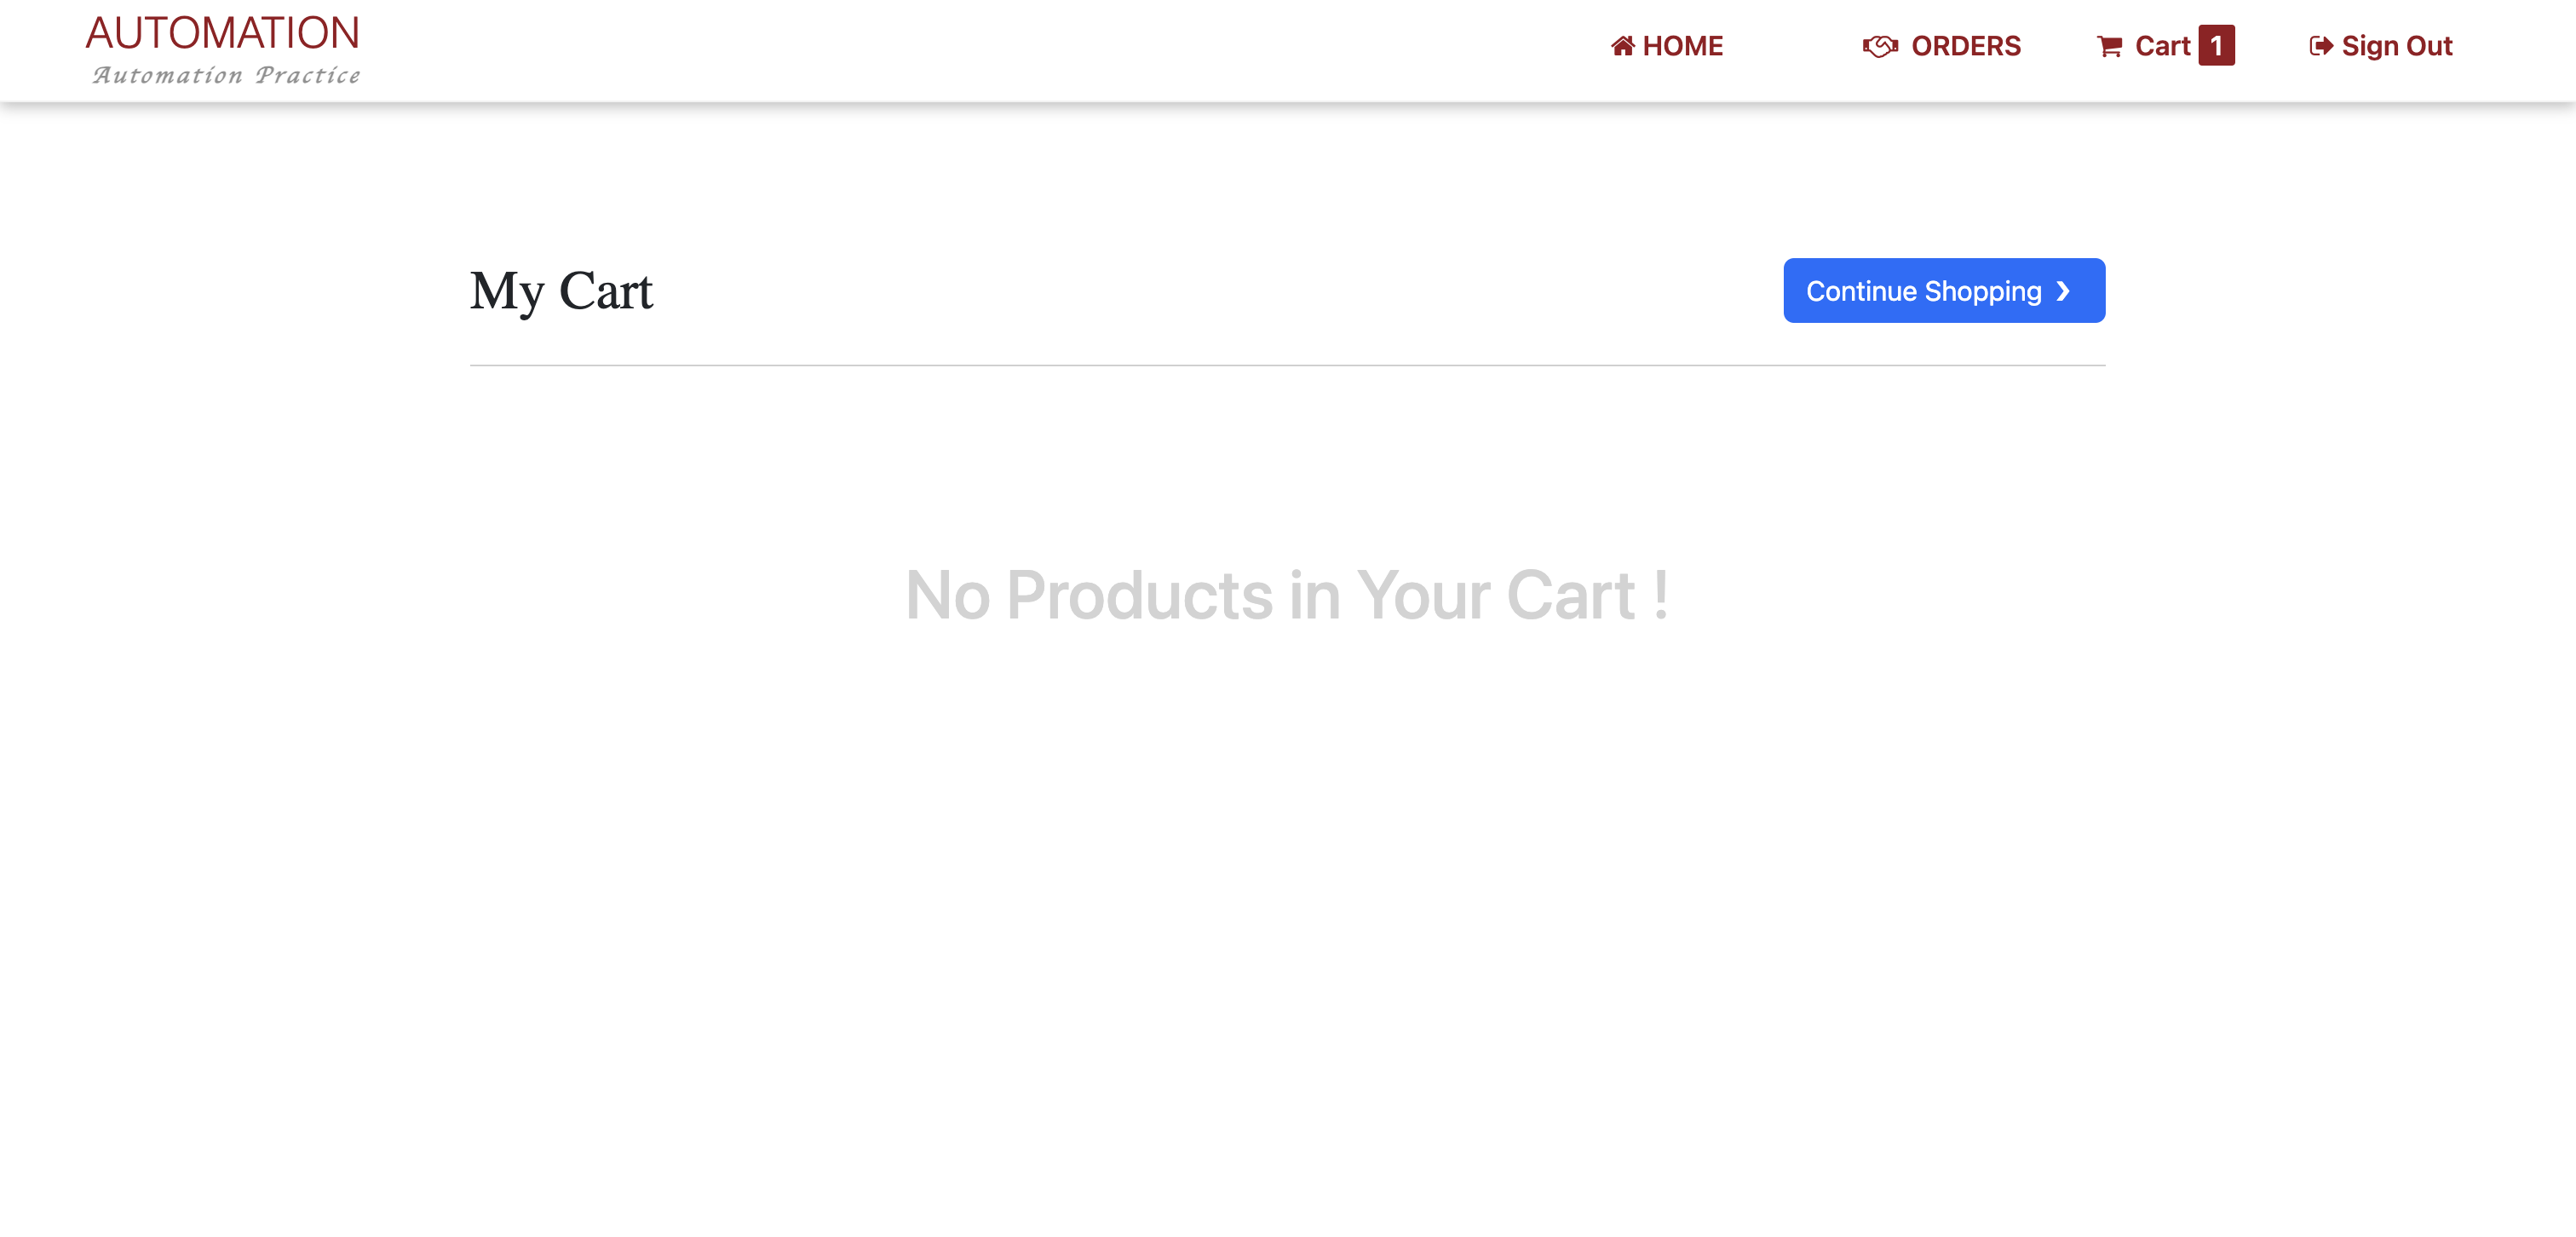 AUTOMATION
Automation Practice
HOME
ORDERS
Cart 1
Sign Out
My Cart
Continue Shopping ❯
No Products in Your Cart !